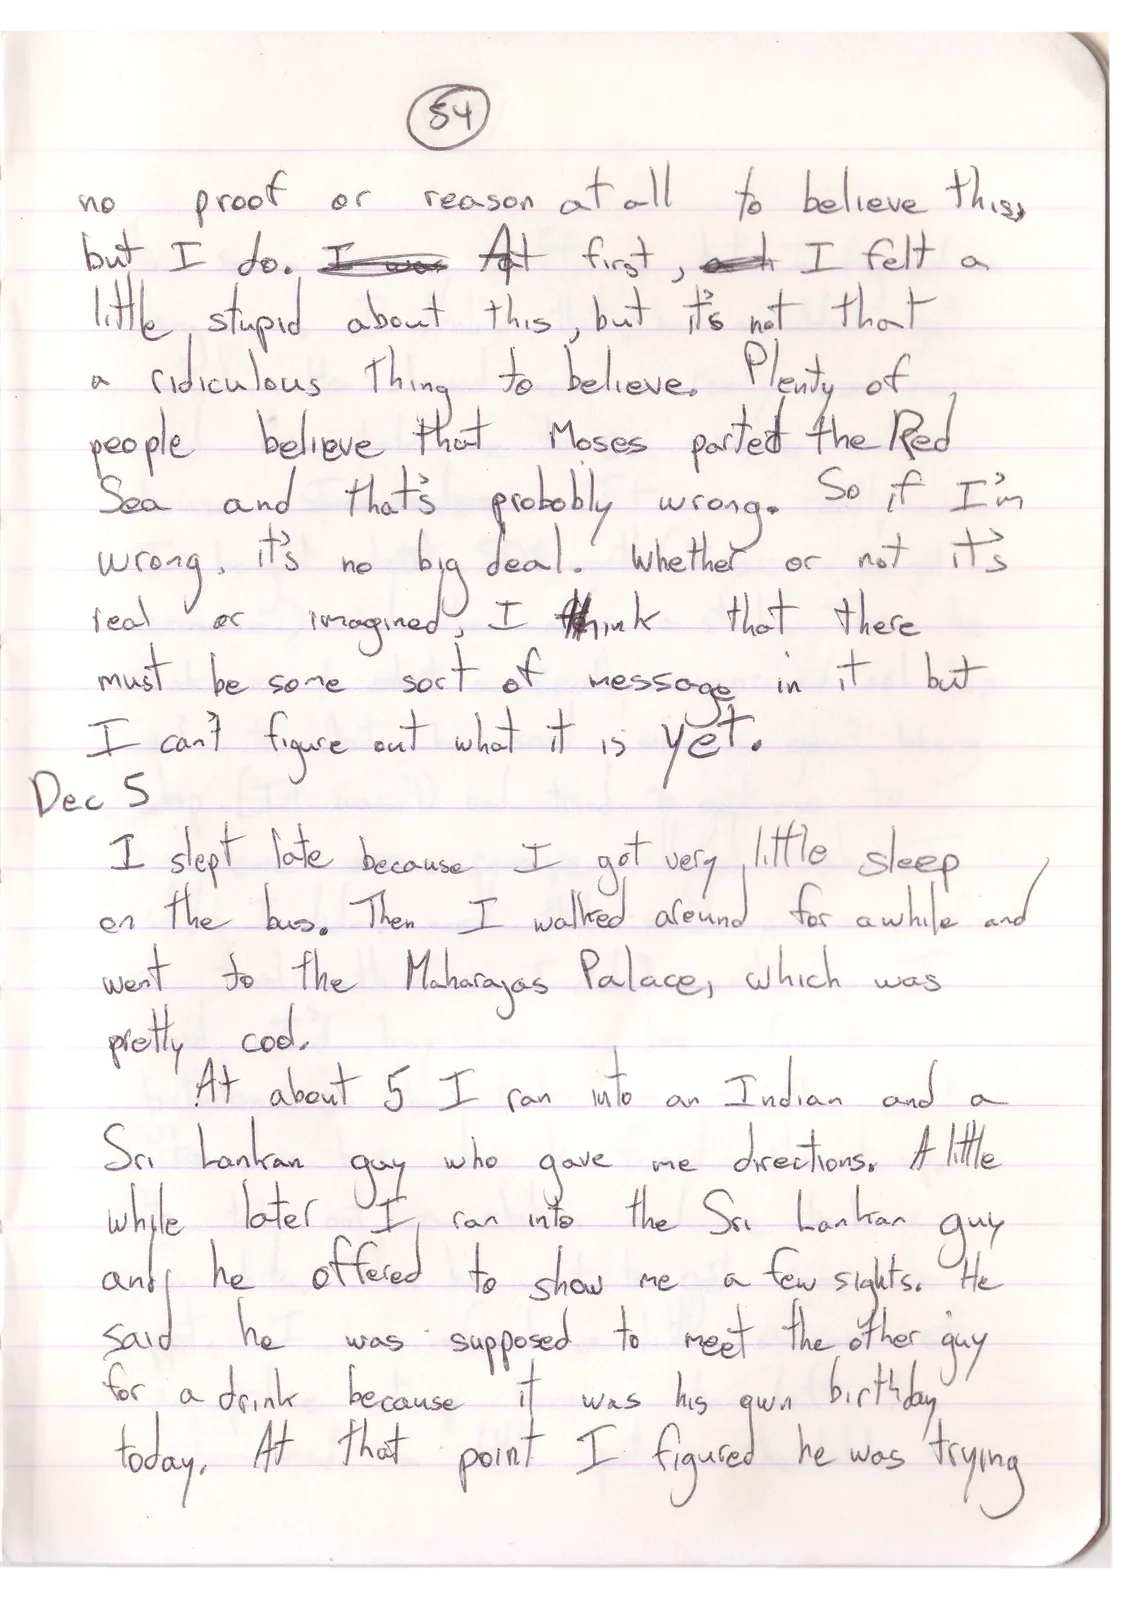 54
no proof or reason at all to believe this,
but I do. I was At first, I felt a
little stupid about this, but it's not that
a ridiculous thing to believe. Plenty of
people believe that Moses parted the Red
Sea and that's probobly wrong. So if I'm
wrong, it's no big deal. Whether or not it's
real or imagined, I think that there
must be some sort of message in it but
I can't figure out what it is yet.
Dec 5
I slept late because I got very little sleep
on the bus. Then I walked around for awhile and
went to the Maharajas Palace, which was
pretty cool.
At about 5 I ran into an Indian and a
Sri Lankan guy who gave me directions. A little
while later I ran into the Sri Lankan guy
and he offered to show me a few sights. He
said he was supposed to meet the other guy
for a drink because it was his own birthday
today. At that point I figured he was trying